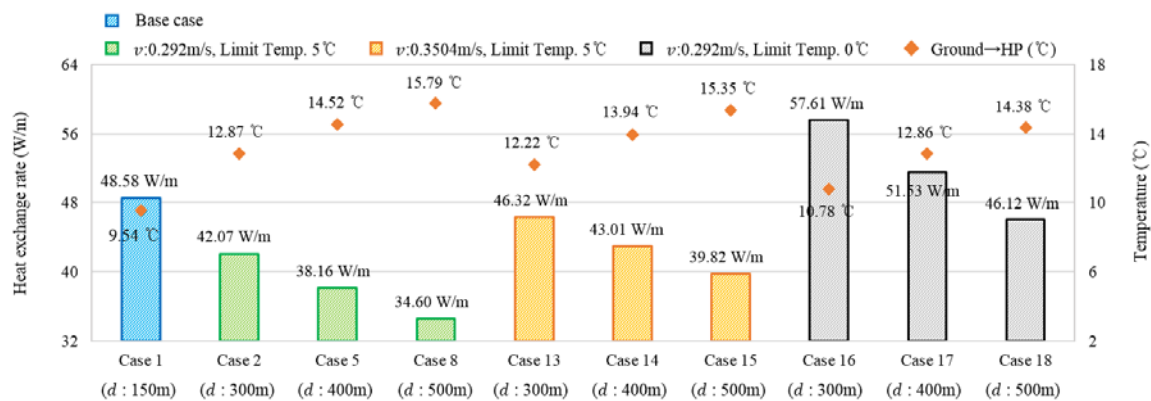 Base case
v:0.292m/s, Limit Temp. 5℃ v:0.3504m/s, Limit Temp. 5℃ v:0.292m/s, Limit Temp. 0℃ Ground→HP (℃)
Heat exchange rate (W/m)
64
56
48
40
32
48.58 W/m
9.54 ℃
12.87 ℃
42.07 W/m
14.52 ℃
38.16 W/m
15.79 ℃
34.60 W/m
12.22 ℃
46.32 W/m
13.94 ℃
43.01 W/m
15.35 ℃
39.82 W/m
57.61 W/m
10.78 ℃
12.86 ℃
51.53 W/m
14.38 ℃
46.12 W/m
18
14
10
6
2
Temperature (℃)
Case 1 Case 2 Case 5 Case 8 Case 13 Case 14 Case 15 Case 16 Case 17 Case 18
(d : 150m) (d : 300m) (d : 400m) (d : 500m) (d : 300m) (d : 400m) (d : 500m) (d : 300m) (d : 400m) (d : 500m)